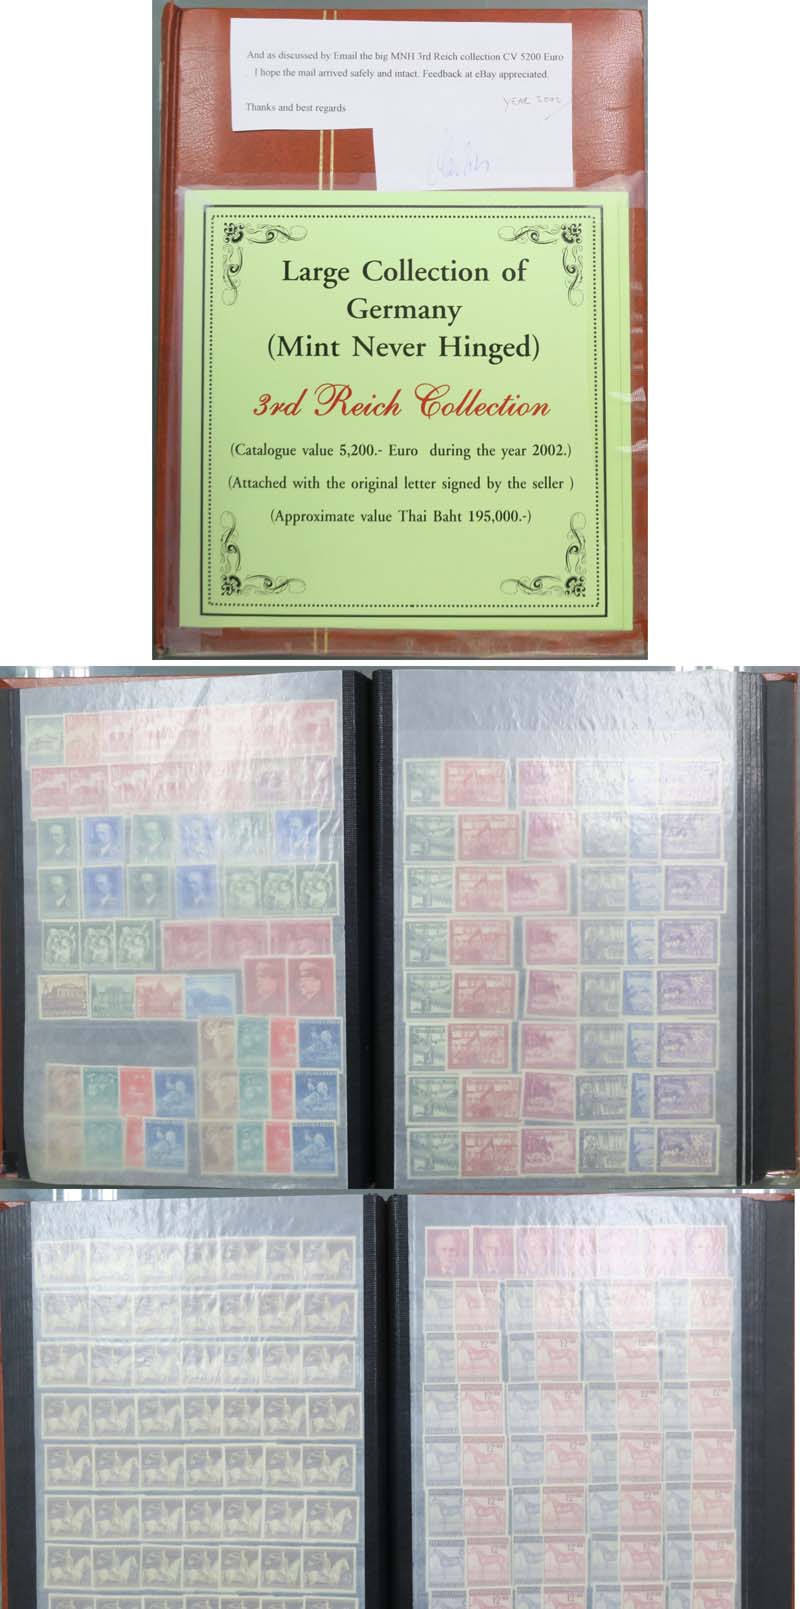 And as discussed by Email the big MNH 3rd Reich collection CV 5200 Euro
. I hope the mail arrived safely and intact. Feedback at eBay appreciated.
YEAR 2002
Thanks and best regards
Large Collection of
Germany
(Mint Never Hinged)
3rd Reich Collection
(Catalogue value 5,200.- Euro during the year 2002.)
(Attached with the original letter signed by the seller )
(Approximate value Thai Baht 195,000.-)